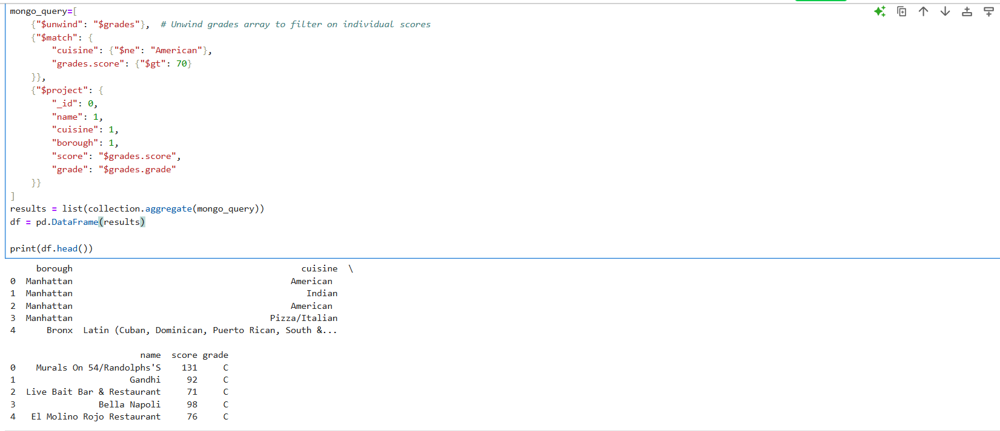 mongo_query=[
    {"$unwind": "$grades"},  # Unwind grades array to filter on individual scores
    {"$match": {
        "cuisine": {"$ne": "American"},
        "grades.score": {"$gt": 70}
    }},
    {"$project": {
        "_id": 0,
        "name": 1,
        "cuisine": 1,
        "borough": 1,
        "score": "$grades.score",
        "grade": "$grades.grade"
    }}
]
results = list(collection.aggregate(mongo_query))
df = pd.DataFrame(results)

print(df.head())
     borough                                            cuisine  \
0  Manhattan                                          American 
1  Manhattan                                             Indian
2  Manhattan                                          American 
3  Manhattan                                      Pizza/Italian
4      Bronx  Latin (Cuban, Dominican, Puerto Rican, South &...

                         name  score grade
0    Murals On 54/Randolphs'S    131     C
1                      Gandhi     92     C
2  Live Bait Bar & Restaurant     71     C
3                Bella Napoli     98     C
4   El Molino Rojo Restaurant     76     C